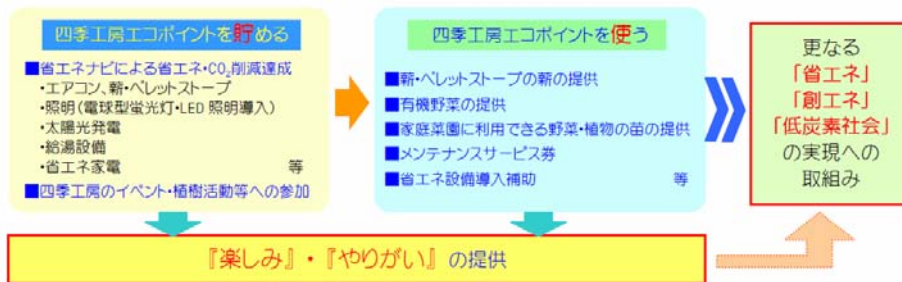 四季工房エコポイントを貯める
■省エネナビによる省エネ・CO₂削減達成
・エアコン、薪・ペレットストーブ
・照明(電球型蛍光灯・LED 照明導入)
・太陽光発電
・給湯設備
・省エネ家電 等
■四季工房のイベント・植樹活動等への参加
四季工房エコポイントを使う
■薪・ペレットストーブの薪の提供
■有機野菜の提供
■家庭菜園に利用できる野菜・植物の苗の提供
■メンテナンスサービス券
■省エネ設備導入補助 等
更なる
「省エネ」
「創エネ」
「低炭素社会」
の実現への
取組み
『楽しみ』・『やりがい』の提供